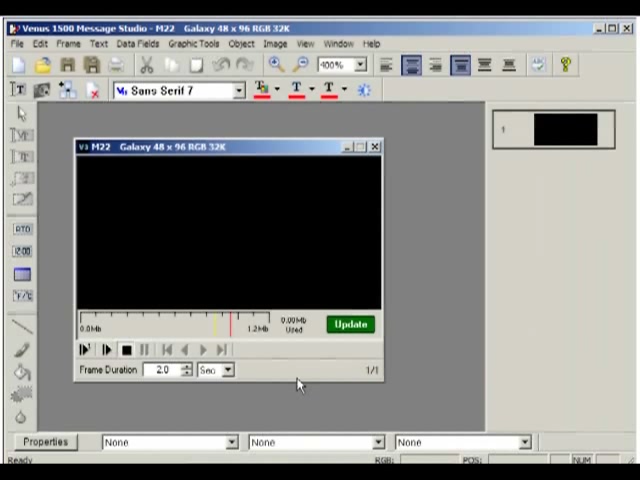 Venus 1500 Message Studio - M22 Galaxy 48 x 96 RGB 32K
File Edit Frame Text Data Fields Graphic Tools Object Image View Window Help
400%
Sans Serif 7
V3 M22 Galaxy 48 x 96 RGB 32K
1
0.0Mb
1.2Mb
0.00Mb
Used
Update
Frame Duration 2.0 Sec 1/1
Properties None None None
Ready RGB: POS: NUM